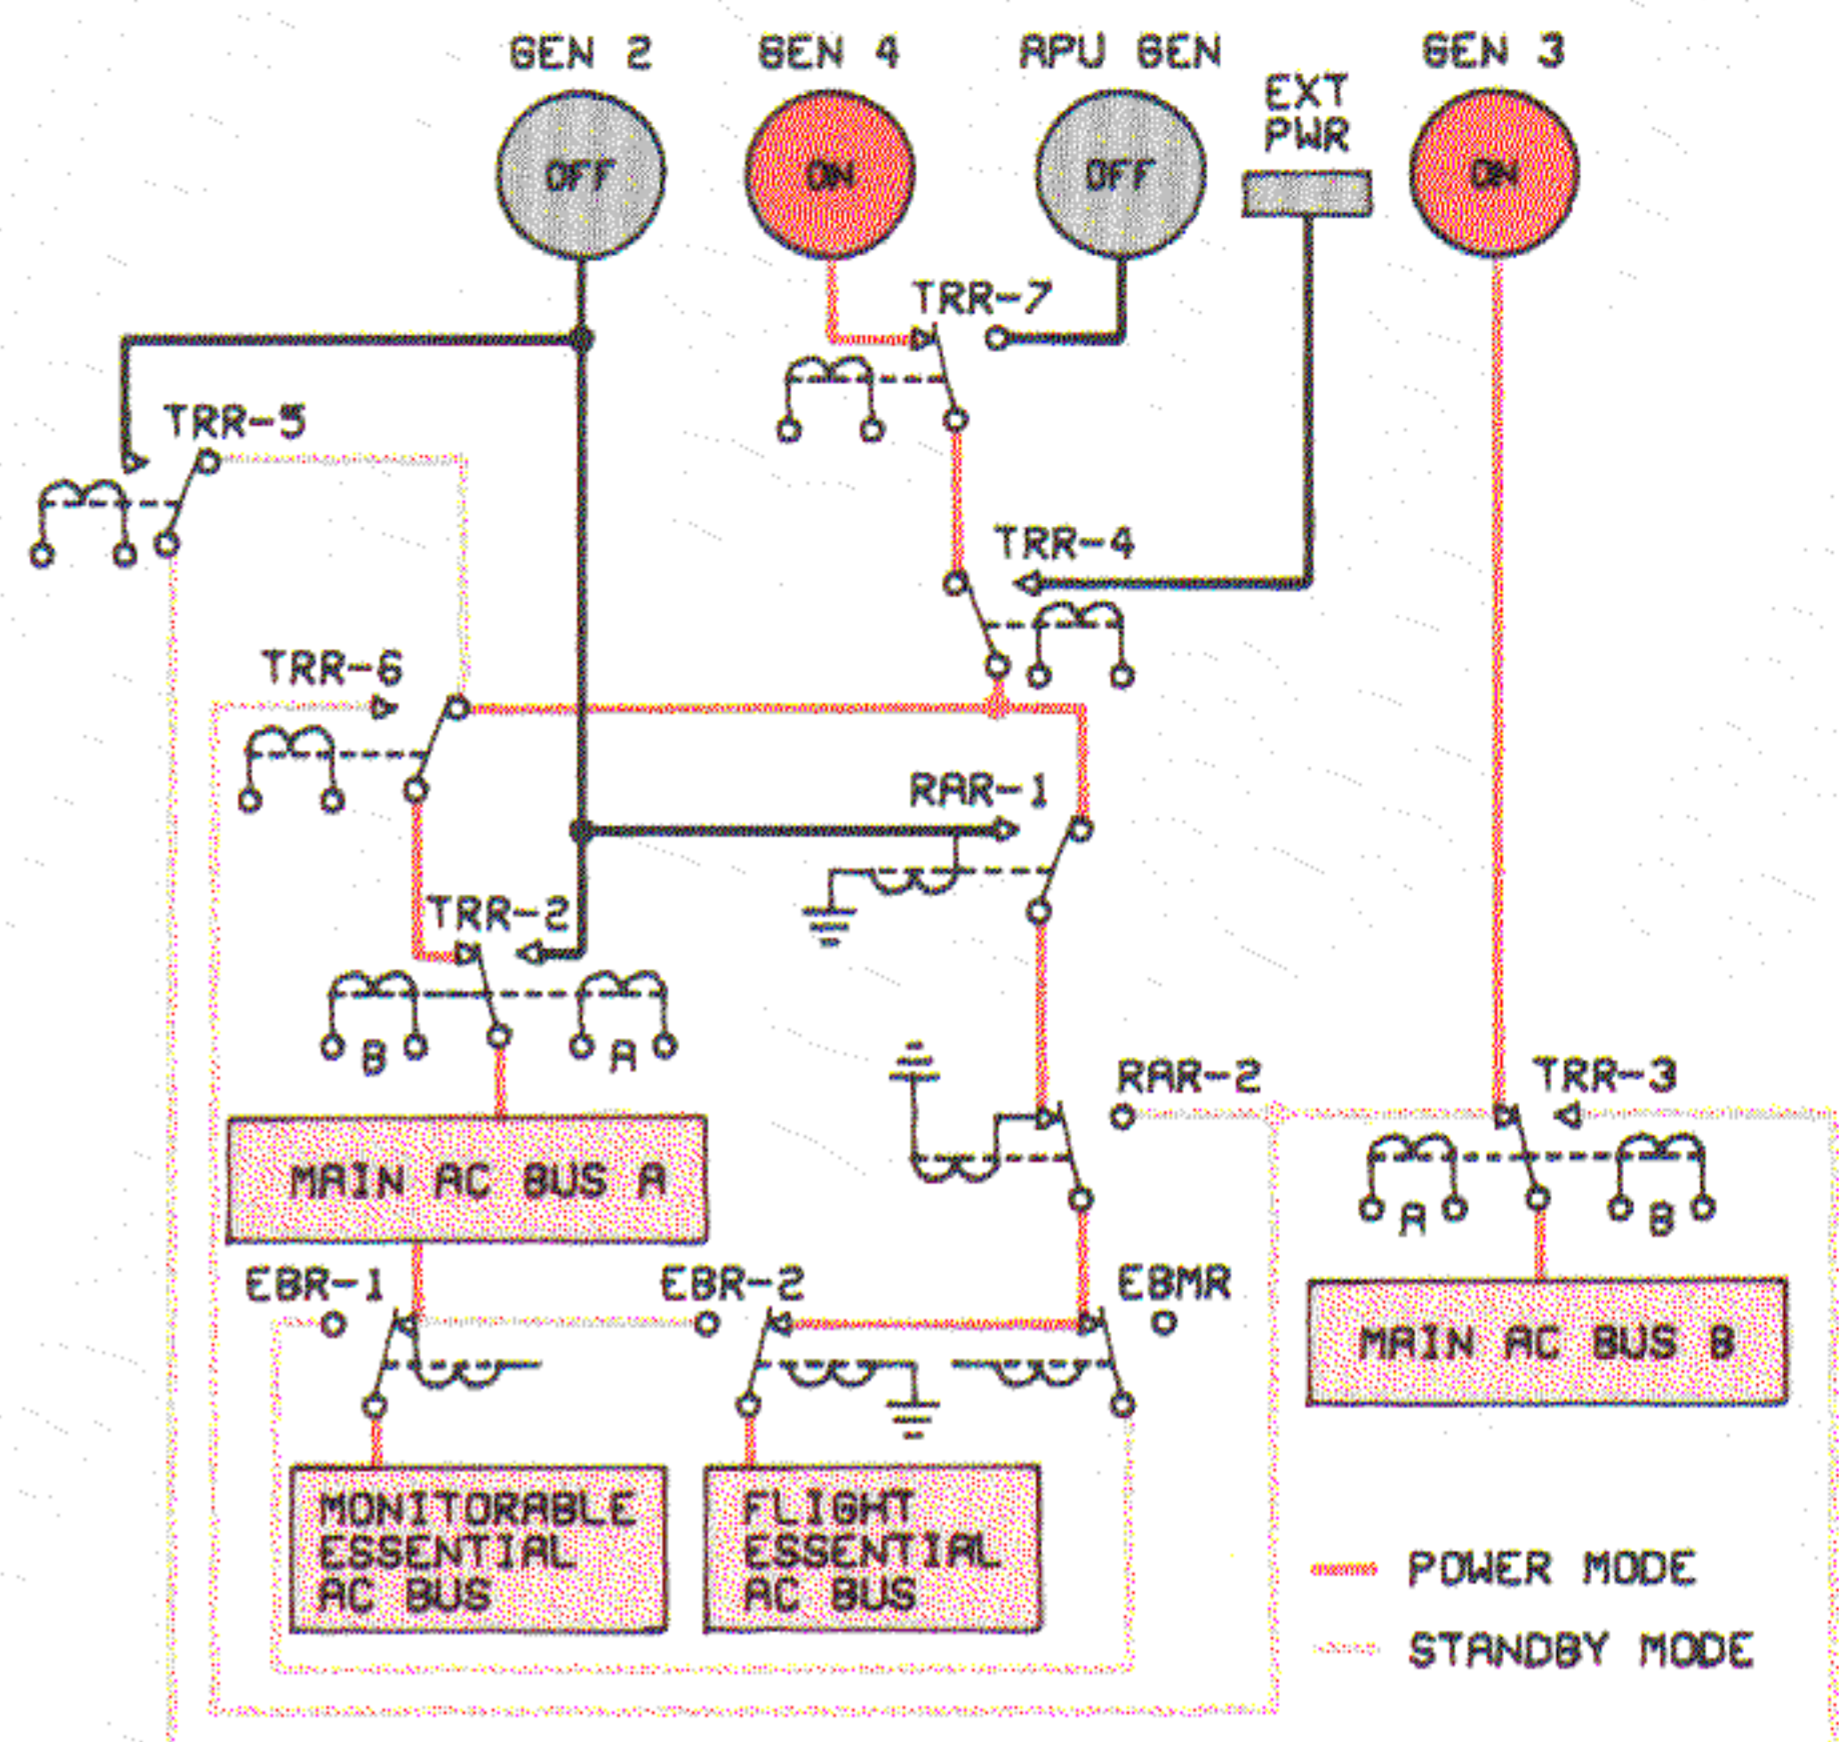 GEN 2
GEN 4
APU GEN
EXT
PWR
GEN 3
OFF
ON
OFF
ON
TRR-7
TRR-5
TRR-4
TRR-6
RAR-1
TRR-2
B
A
RAR-2
TRR-3
A
B
MAIN AC BUS A
EBR-1
EBR-2
EBMR
MAIN AC BUS B
MONITORABLE
ESSENTIAL
AC BUS
FLIGHT
ESSENTIAL
AC BUS
POWER MODE
STANDBY MODE